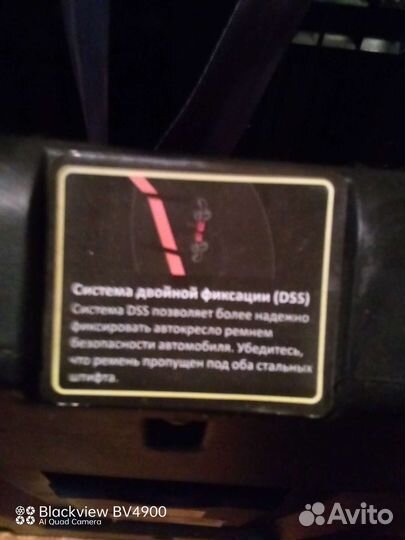 Система двойной фиксации (DSS)
Система DSS позволяет более надежно
фиксировать автокресло ремнем
безопасности автомобиля. Убедитесь,
что ремень пропущен под оба стальных
штифта.
Blackview BV4900
AI Quad Camera
Avito